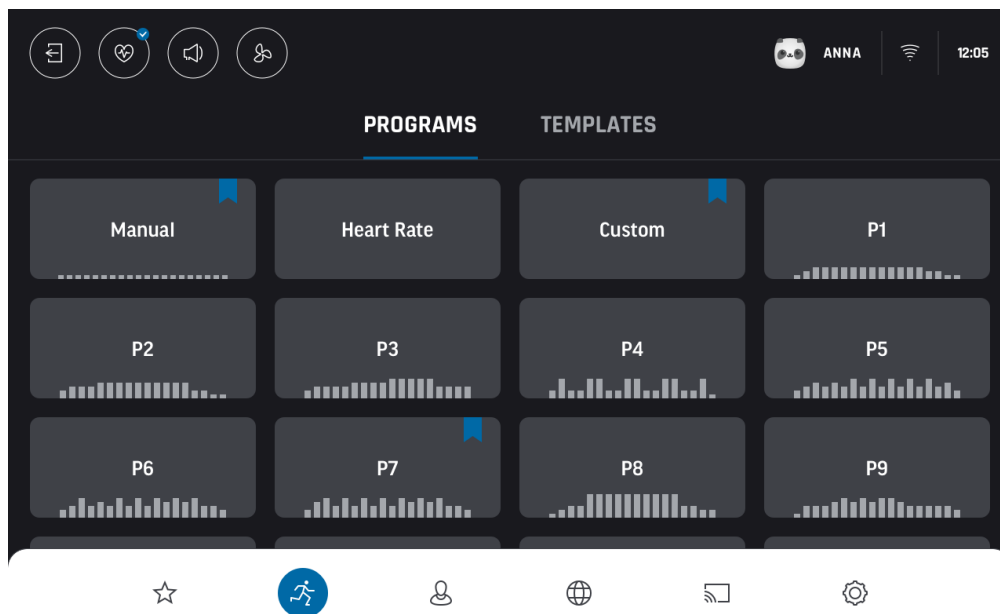 ANNA 12:05
PROGRAMS TEMPLATES
Manual Heart Rate Custom P1
P2 P3 P4 P5
P6 P7 P8 P9